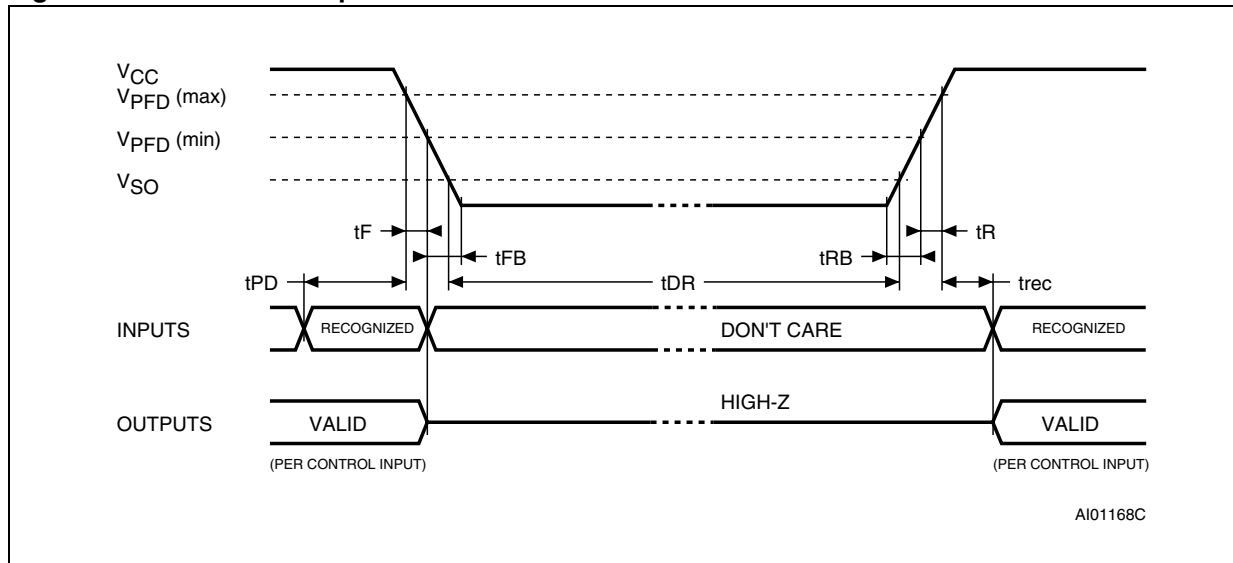 VCC
VPFD (max)
VPFD (min)
VSO
tF
tFB
tRB
tR
tPD
tDR
trec
INPUTS
RECOGNIZED
DON'T CARE
RECOGNIZED
OUTPUTS
VALID
HIGH-Z
VALID
(PER CONTROL INPUT)
(PER CONTROL INPUT)
AI01168C